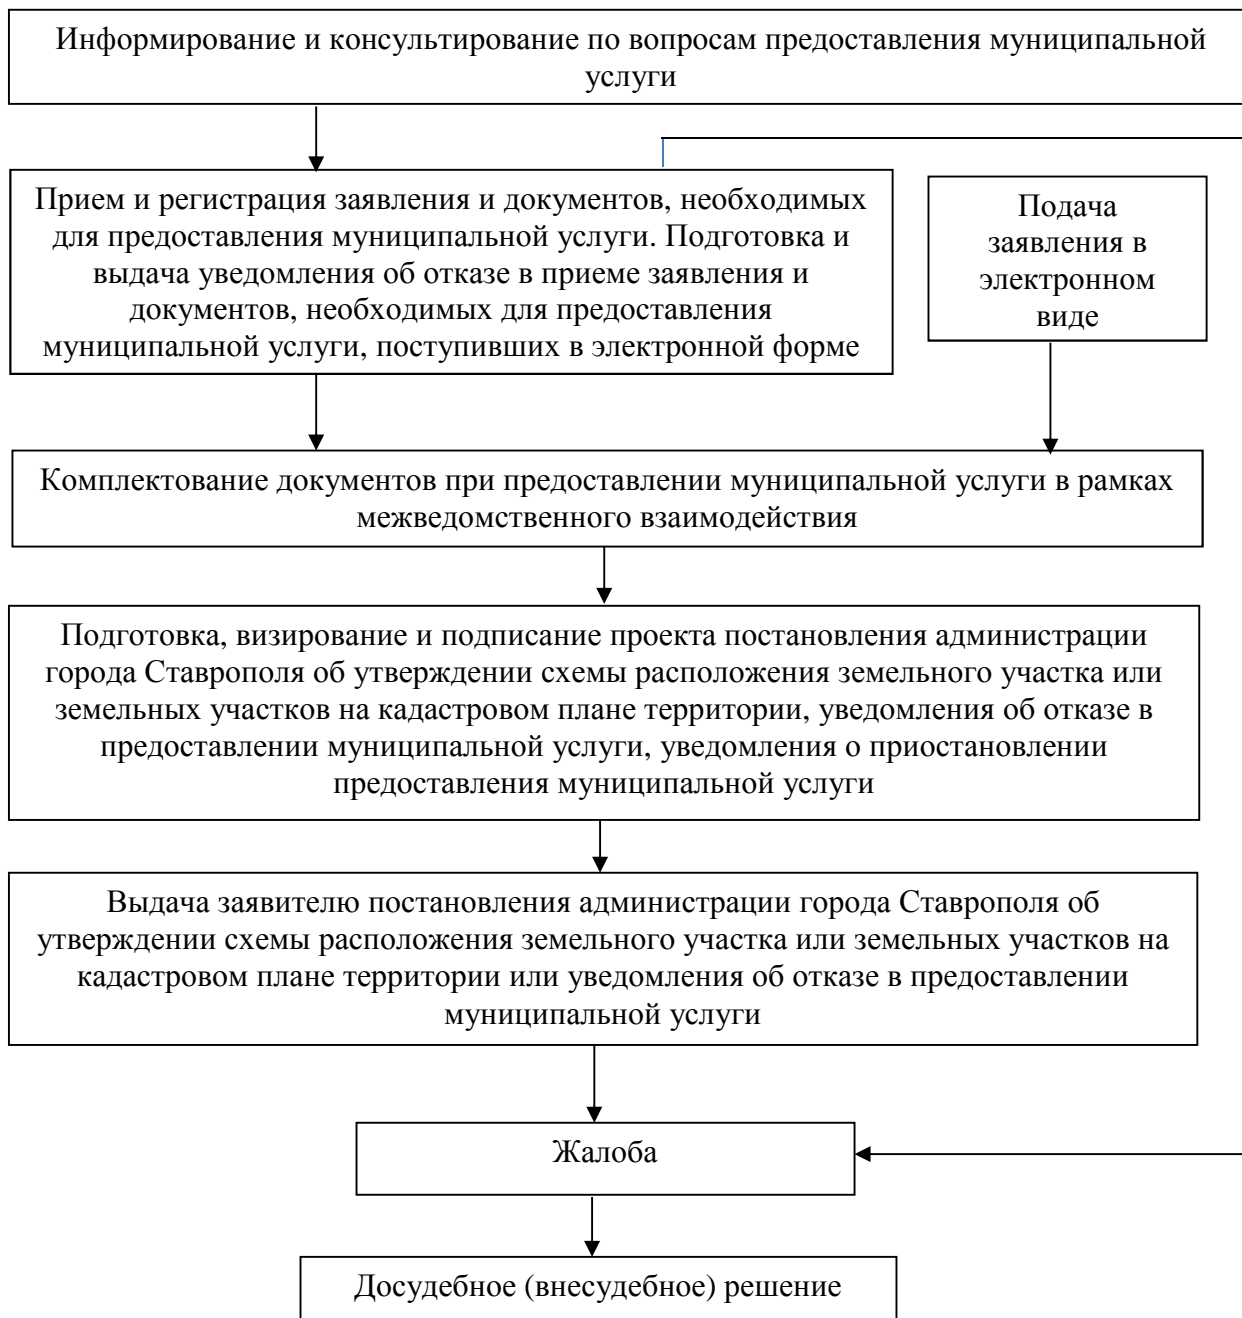 Информирование и консультирование по вопросам предоставления муниципальной
услуги
Прием и регистрация заявления и документов, необходимых
для предоставления муниципальной услуги. Подготовка и
выдача уведомления об отказе в приеме заявления и
документов, необходимых для предоставления
муниципальной услуги, поступивших в электронной форме
Подача
заявления в
электронном
виде
Комплектование документов при предоставлении муниципальной услуги в рамках
межведомственного взаимодействия
Подготовка, визирование и подписание проекта постановления администрации
города Ставрополя об утверждении схемы расположения земельного участка или
земельных участков на кадастровом плане территории, уведомления об отказе в
предоставлении муниципальной услуги, уведомления о приостановлении
предоставления муниципальной услуги
Выдача заявителю постановления администрации города Ставрополя об
утверждении схемы расположения земельного участка или земельных участков на
кадастровом плане территории или уведомления об отказе в предоставлении
муниципальной услуги
Жалоба
Досудебное (внесудебное) решение